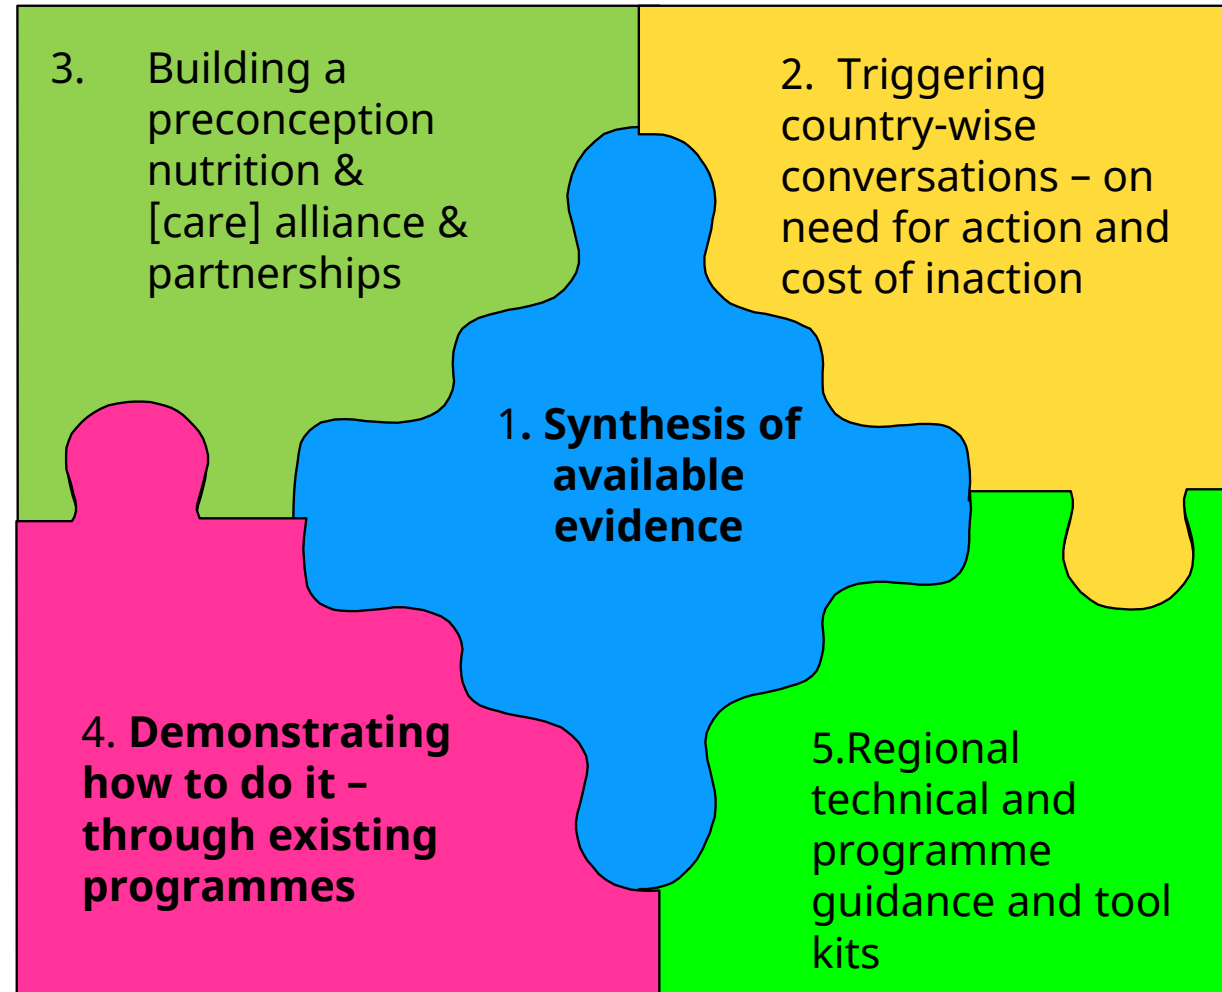 3. Building a
preconception
nutrition &
[care] alliance &
partnerships
2. Triggering
country-wise
conversations – on
need for action and
cost of inaction
1. Synthesis of
available
evidence
4. Demonstrating
how to do it –
through existing
programmes
5.Regional
technical and
programme
guidance and tool
kits